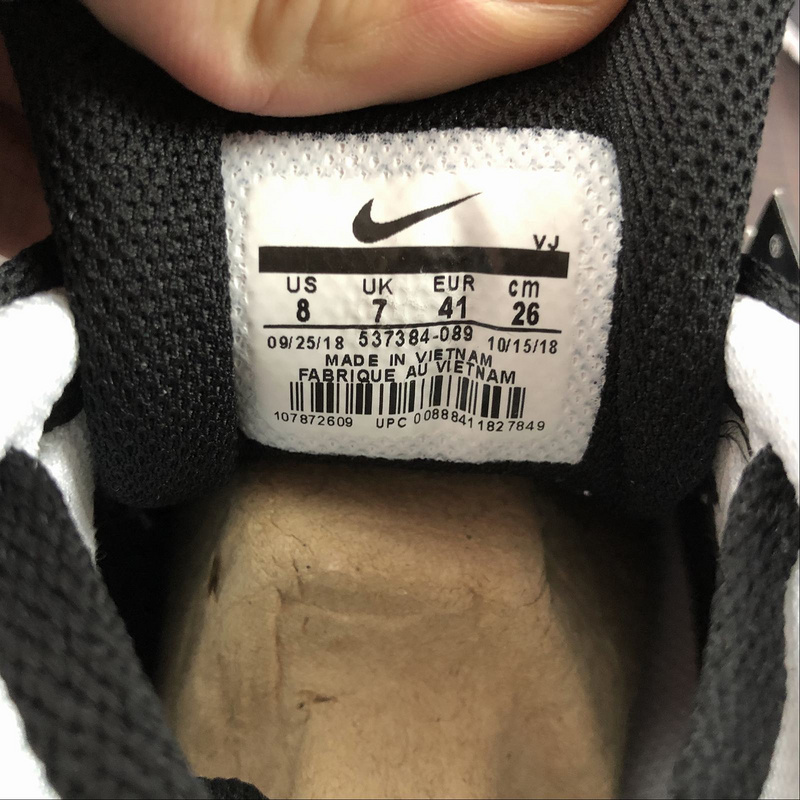 VJ
US UK EUR cm
8 7 41 26
09/25/18 537384-089 10/15/18
MADE IN VIETNAM
FABRIQUE AU VIETNAM
107872609 UPC 00888411827849